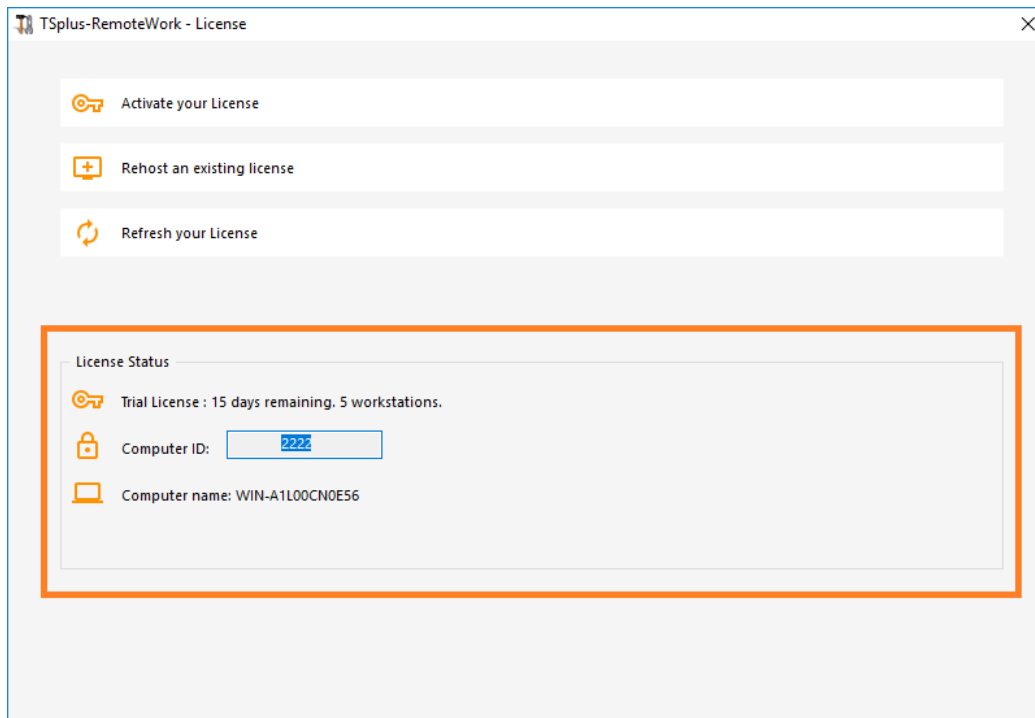 TSplus-RemoteWork - License
Activate your License
Rehost an existing license
Refresh your License
License Status
Trial License : 15 days remaining. 5 workstations.
Computer ID: 2222
Computer name: WIN-A1L00CN0E56